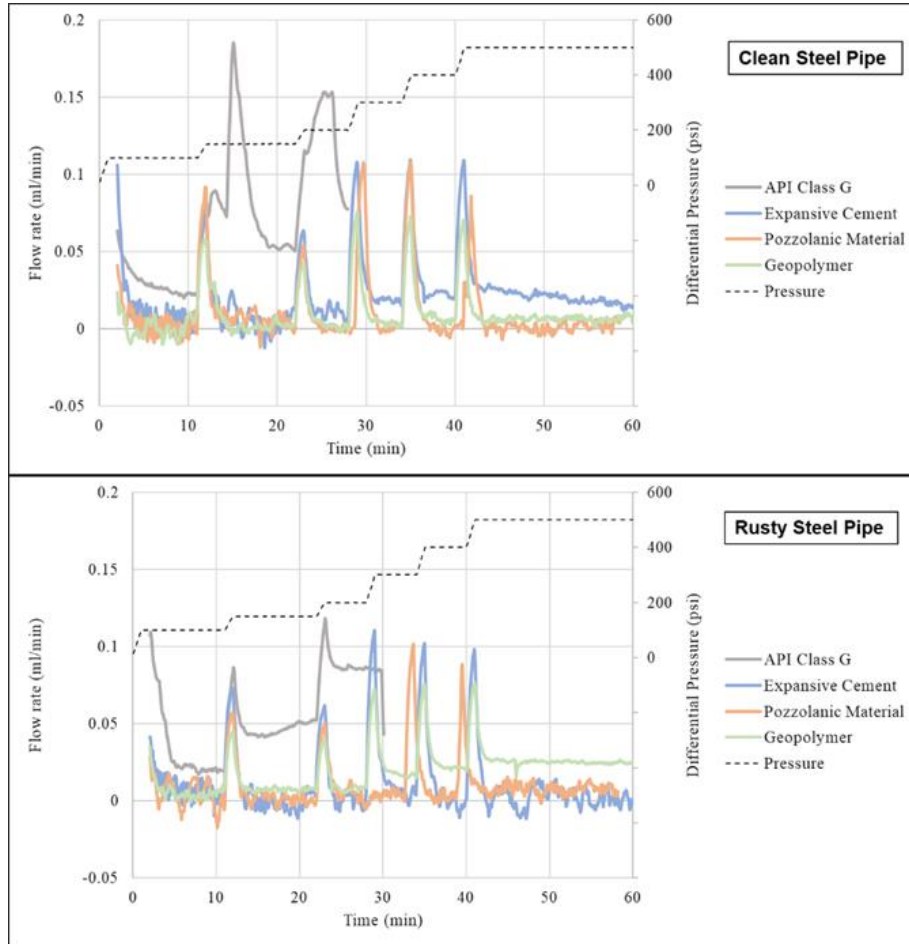 Clean Steel Pipe
0.2
0.15
0.1
0.05
0
-0.05
Flow rate (ml/min)
0 10 20 30 40 50 60
Time (min)
600
400
200
0
Differential Pressure (psi)
API Class G
Expansive Cement
Pozzolanic Material
Geopolymer
Pressure
Rusty Steel Pipe
0.2
0.15
0.1
0.05
0
-0.05
Flow rate (ml/min)
0 10 20 30 40 50 60
Time (min)
600
400
200
0
Differential Pressure (psi)
API Class G
Expansive Cement
Pozzolanic Material
Geopolymer
Pressure